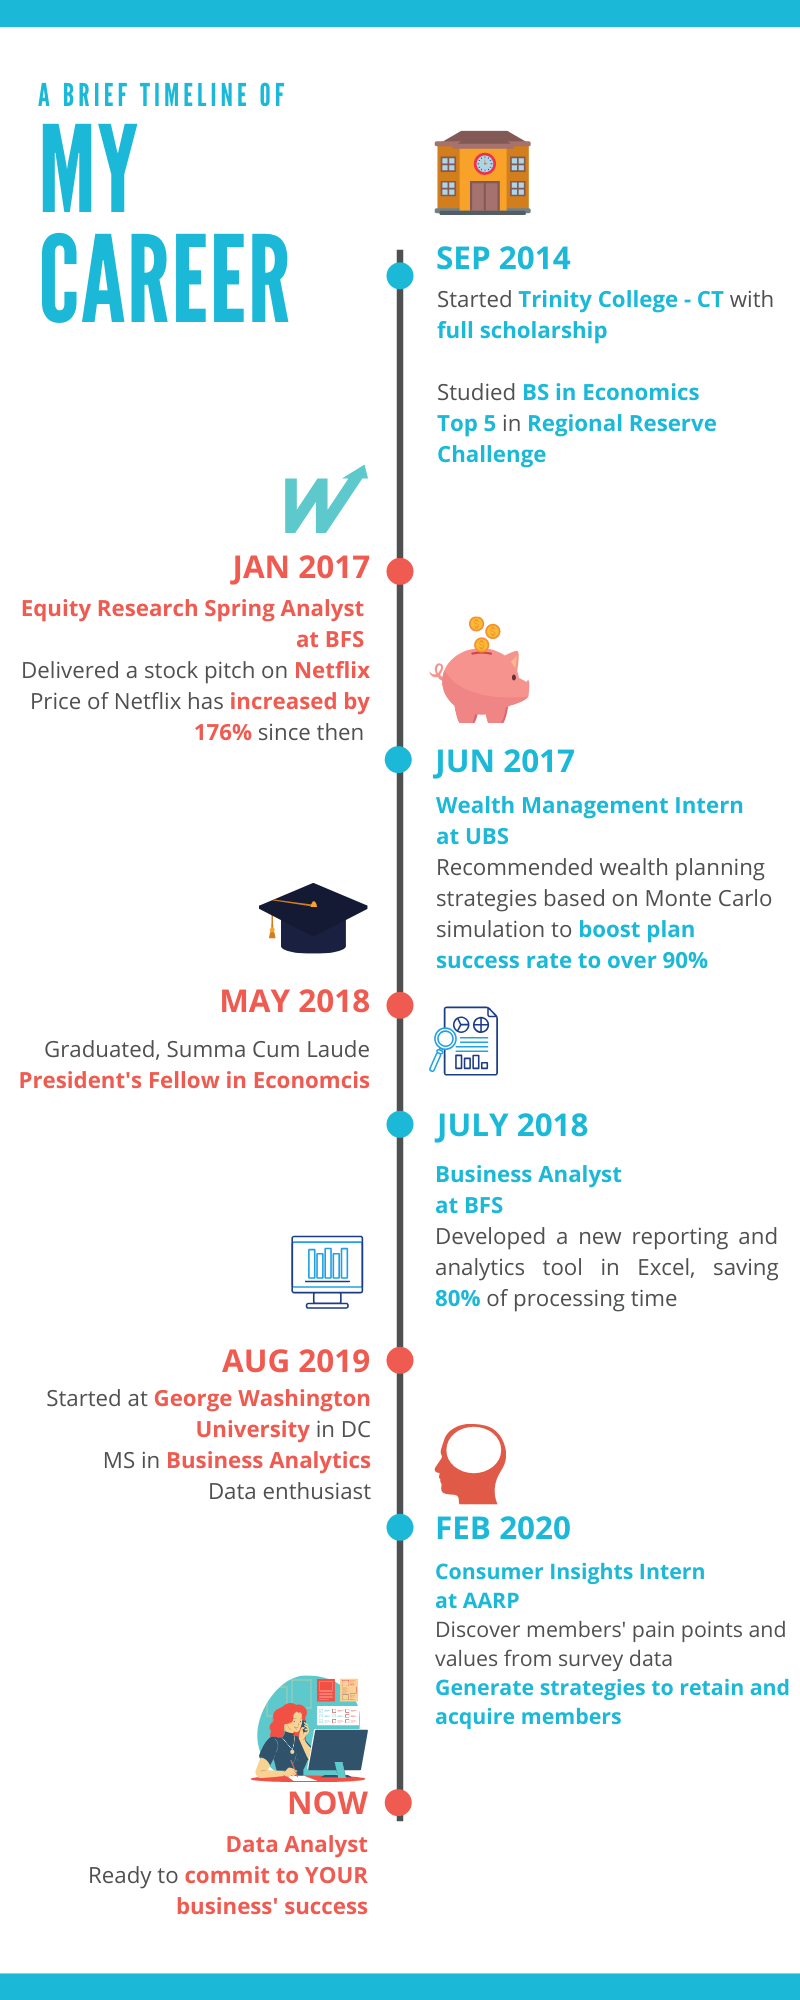 A BRIEF TIMELINE OF
MY
CAREER
SEP 2014
Started Trinity College - CT with
full scholarship
Studied BS in Economics
Top 5 in Regional Reserve
Challenge
W
JAN 2017
Equity Research Spring Analyst
at BFS
Delivered a stock pitch on Netflix
Price of Netflix has increased by
176% since then
JUN 2017
Wealth Management Intern
at UBS
Recommended wealth planning
strategies based on Monte Carlo
simulation to boost plan
success rate to over 90%
MAY 2018
Graduated, Summa Cum Laude
President's Fellow in Economcis
JULY 2018
Business Analyst
at BFS
Developed a new reporting and
analytics tool in Excel, saving
80% of processing time
AUG 2019
Started at George Washington
University in DC
MS in Business Analytics
Data enthusiast
FEB 2020
Consumer Insights Intern
at AARP
Discover members' pain points and
values from survey data
Generate strategies to retain and
acquire members
NOW
Data Analyst
Ready to commit to YOUR
business' success